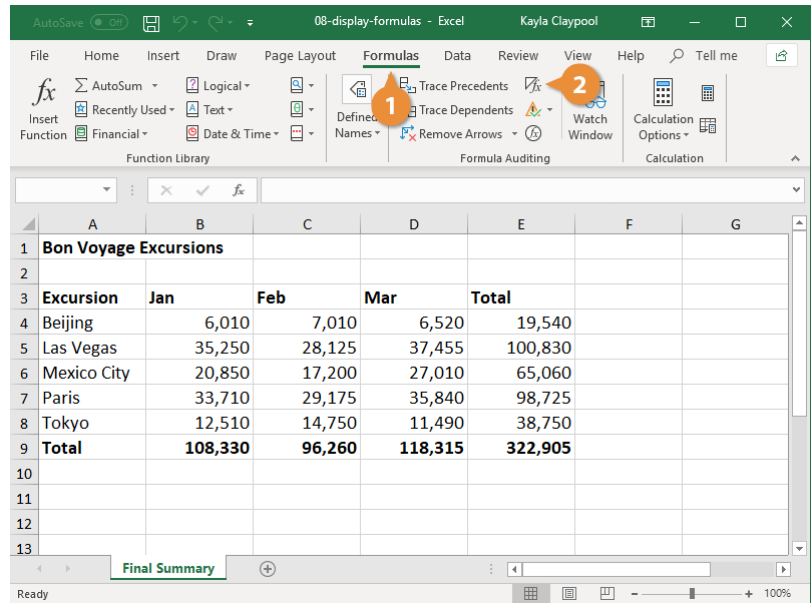 AutoSave Off 08-display-formulas - Excel Kayla Claypool
File Home Insert Draw Page Layout Formulas Data Review View Help Tell me
fx
Insert
Function
AutoSum
Recently Used
Financial
Logical
Text
Date & Time
Function Library
Defined
Names
Trace Precedents
Trace Dependents
Remove Arrows
Watch
Window
Formula Auditing
Calculation
Options
Calculation
1
2
fx
A B C D E F G
1 Bon Voyage Excursions
2
3 Excursion Jan Feb Mar Total
4 Beijing 6,010 7,010 6,520 19,540
5 Las Vegas 35,250 28,125 37,455 100,830
6 Mexico City 20,850 17,200 27,010 65,060
7 Paris 33,710 29,175 35,840 98,725
8 Tokyo 12,510 14,750 11,490 38,750
9 Total 108,330 96,260 118,315 322,905
10
11
12
13
Final Summary
Ready 100%